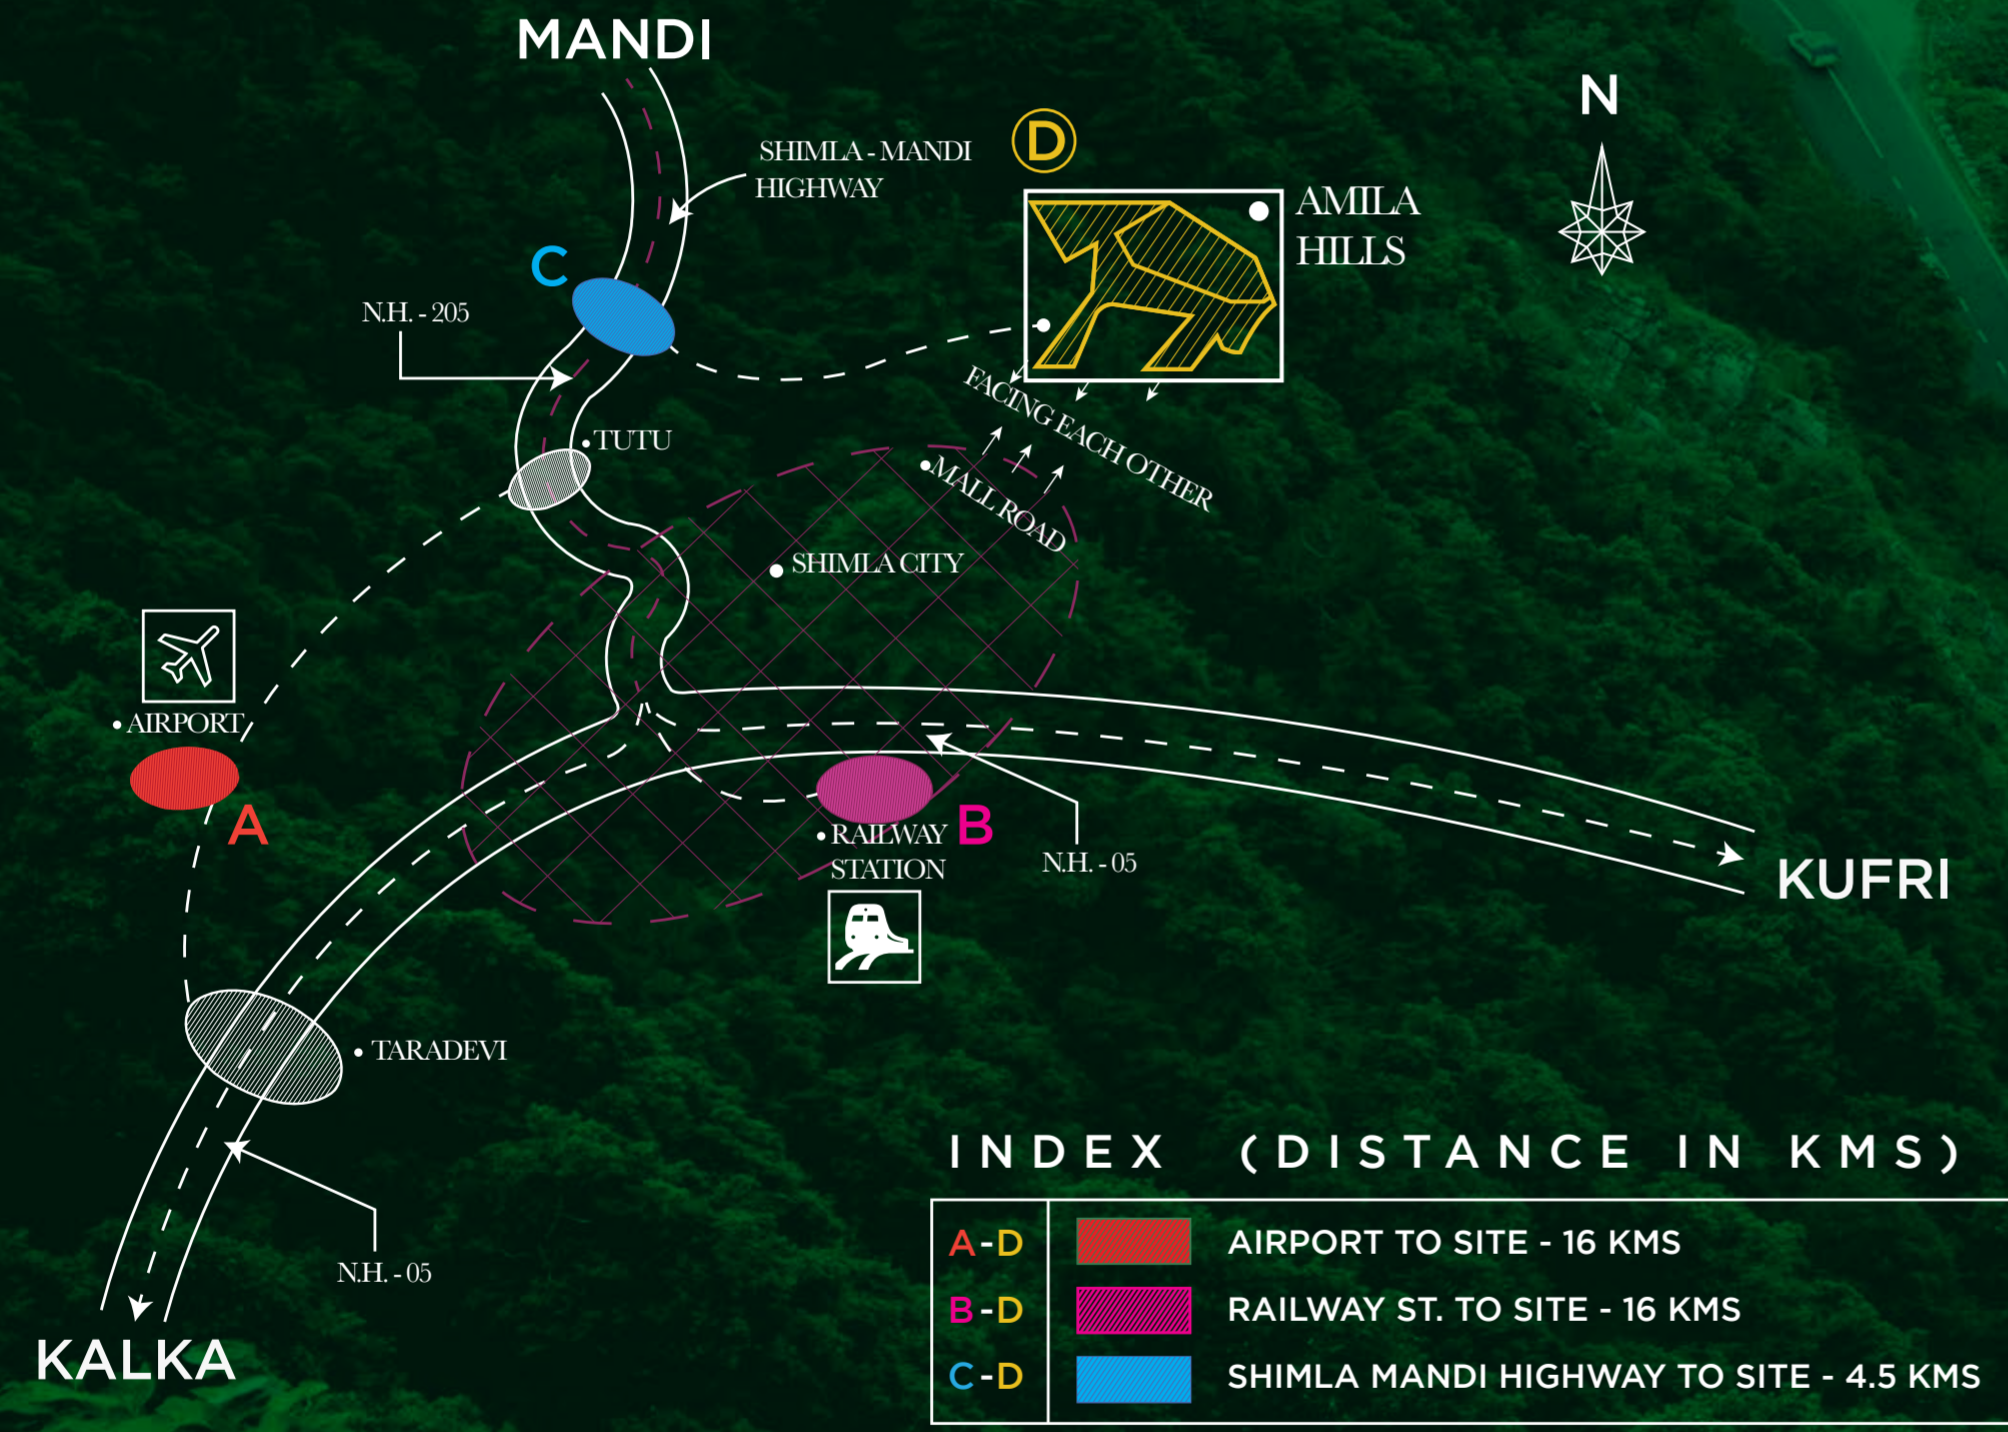 MANDI
N
SHIMLA - MANDI
HIGHWAY
D
AMILA
HILLS
C
N.H. - 205
FACING EACH OTHER
TUTU
MALL ROAD
SHIMLA CITY
AIRPORT
A
RAILWAY
STATION
B
N.H. - 05
KUFRI
TARADEVI
N.H. - 05
KALKA
INDEX (DISTANCE IN KMS)
A-D AIRPORT TO SITE - 16 KMS
B-D RAILWAY ST. TO SITE - 16 KMS
C-D SHIMLA MANDI HIGHWAY TO SITE - 4.5 KMS